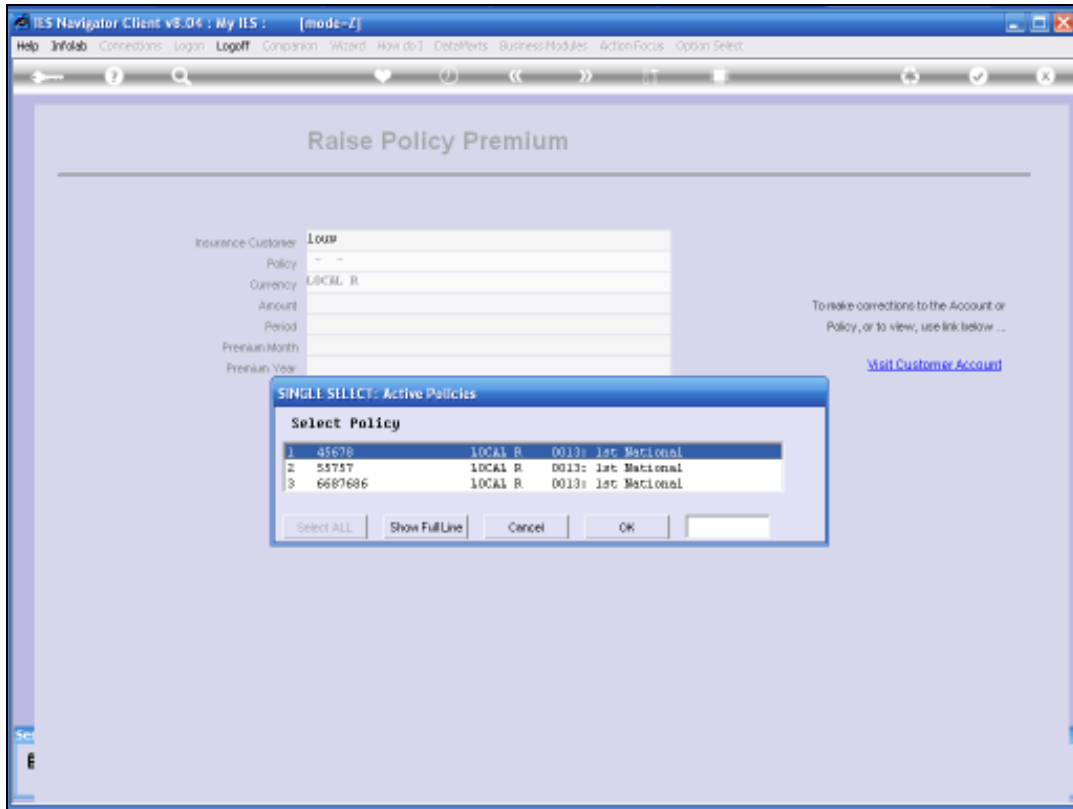 IES Navigator Client v8.04 : My IES : [mode-Z]
Help Infolab Connections Logon Logoff Companion Wizard How do I DataMarts Business Modules Action Focus Option Select
Raise Policy Premium
Insurance Customer louw
Policy - -
Currency LOCAL R
Amount
Period
Premium Month
Premium Year
To make corrections to the Account or
Policy, or to view, use link below ...
Visit Customer Account
SINGLE SELECT: Active Policies
Select Policy
1 45678 LOCAL R 0013: 1st National
2 55757 LOCAL R 0013: 1st National
3 6687686 LOCAL R 0013: 1st National
Select ALL Show Full Line Cancel OK
Se